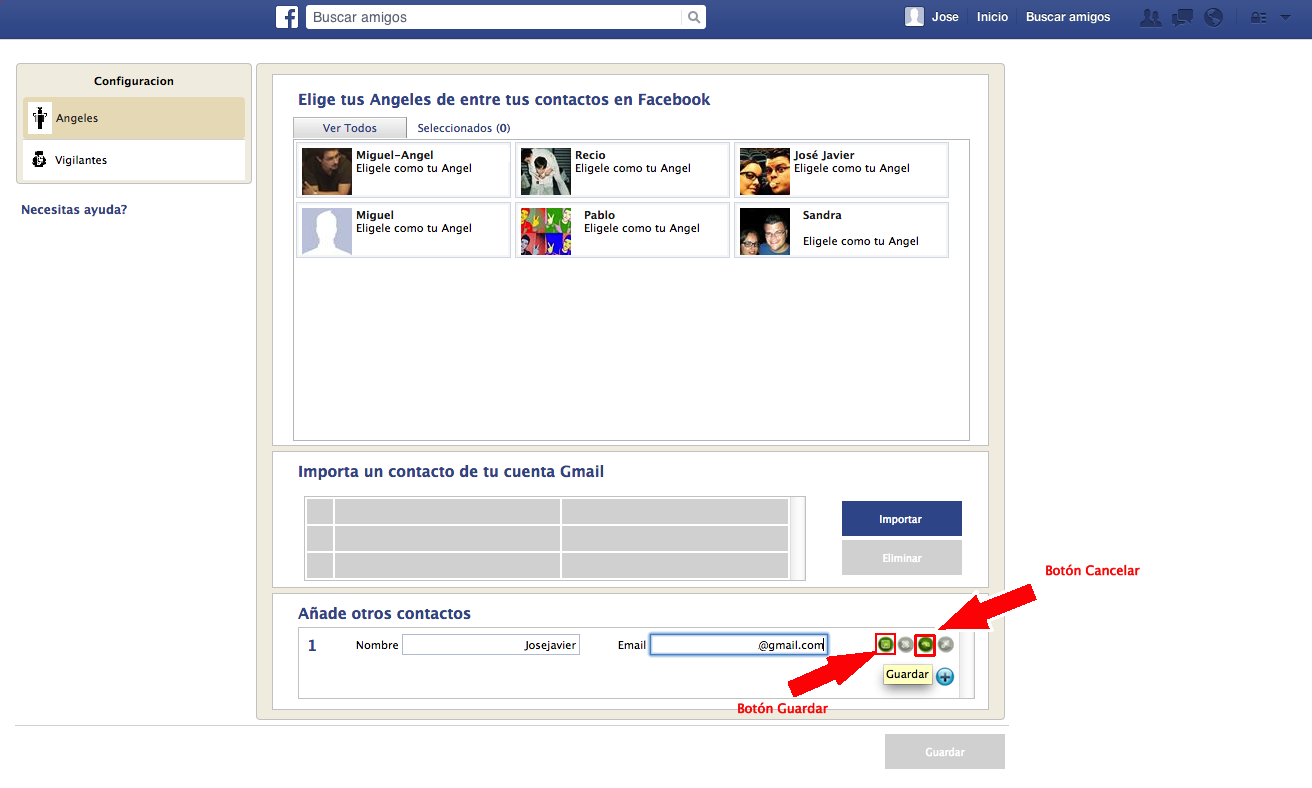 f Buscar amigos
Jose Inicio Buscar amigos
Configuracion
Angeles
Vigilantes
Necesitas ayuda?
Elige tus Angeles de entre tus contactos en Facebook
Ver Todos Seleccionados (0)
Miguel-Angel
Eligele como tu Angel
Recio
Eligele como tu Angel
José Javier
Eligele como tu Angel
Miguel
Eligele como tu Angel
Pablo
Eligele como tu Angel
Sandra
Eligele como tu Angel
Importa un contacto de tu cuenta Gmail
Importar
Eliminar
Botón Cancelar
Añade otros contactos
1 Nombre Josejavier Email @gmail.com
Guardar
Botón Guardar
Guardar